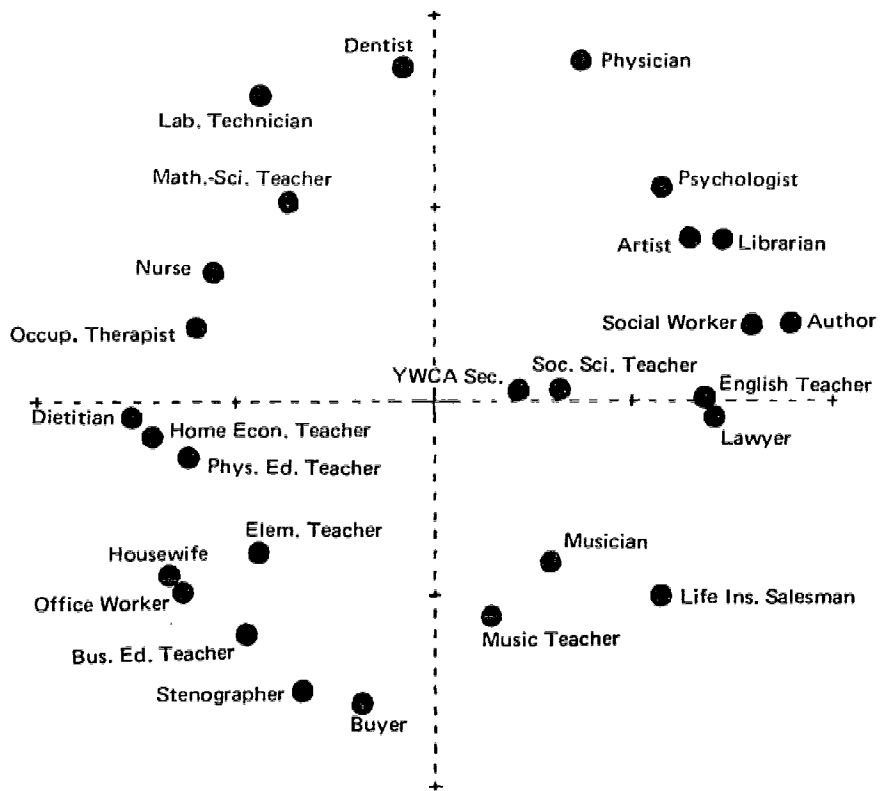 Dentist
Physician
Lab. Technician
Math.-Sci. Teacher
Psychologist
Artist
Librarian
Nurse
Social Worker
Author
Occup. Therapist
YWCA Sec.
Soc. Sci. Teacher
English Teacher
Dietitian
Home Econ. Teacher
Lawyer
Phys. Ed. Teacher
Elem. Teacher
Musician
Housewife
Office Worker
Life Ins. Salesman
Music Teacher
Bus. Ed. Teacher
Stenographer
Buyer